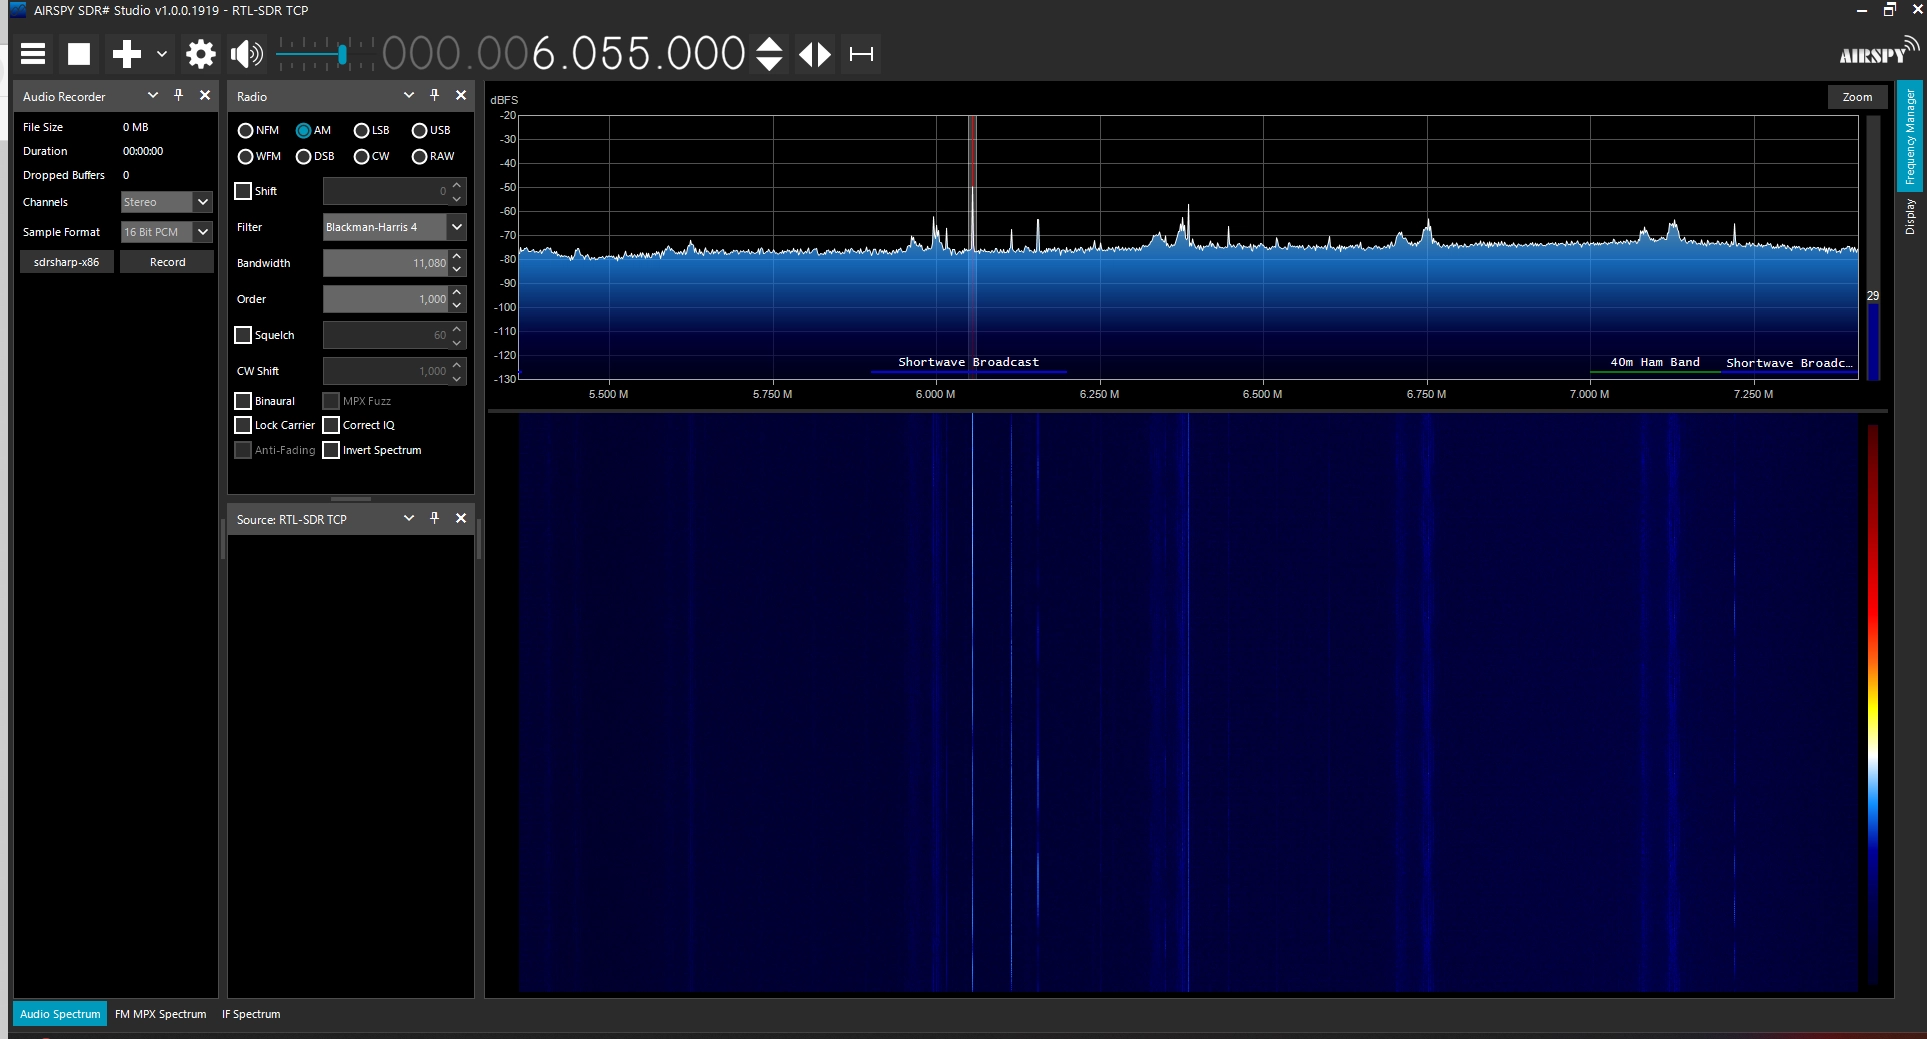 AIRSPY SDR# Studio v1.0.0.1919 - RTL-SDR TCP
000.006.055.000
AIRSPY
Audio Recorder
File Size 0 MB
Duration 00:00:00
Dropped Buffers 0
Channels Stereo
Sample Format 16 Bit PCM
sdrsharp-x86 Record
Radio
NFM AM LSB USB
WFM DSB CW RAW
Shift 0
Filter Blackman-Harris 4
Bandwidth 11,080
Order 1,000
Squelch 60
CW Shift 1,000
Binaural MPX Fuzz
Lock Carrier Correct IQ
Anti-Fading Invert Spectrum
Source: RTL-SDR TCP
dBFS
Zoom
-20
-30
-40
-50
-60
-70
-80
-90
-100
-110
-120
-130
29
Shortwave Broadcast 40m Ham Band Shortwave Broadc...
5.500 M 5.750 M 6.000 M 6.250 M 6.500 M 6.750 M 7.000 M 7.250 M
Frequency Manager
Display
Audio Spectrum FM MPX Spectrum IF Spectrum